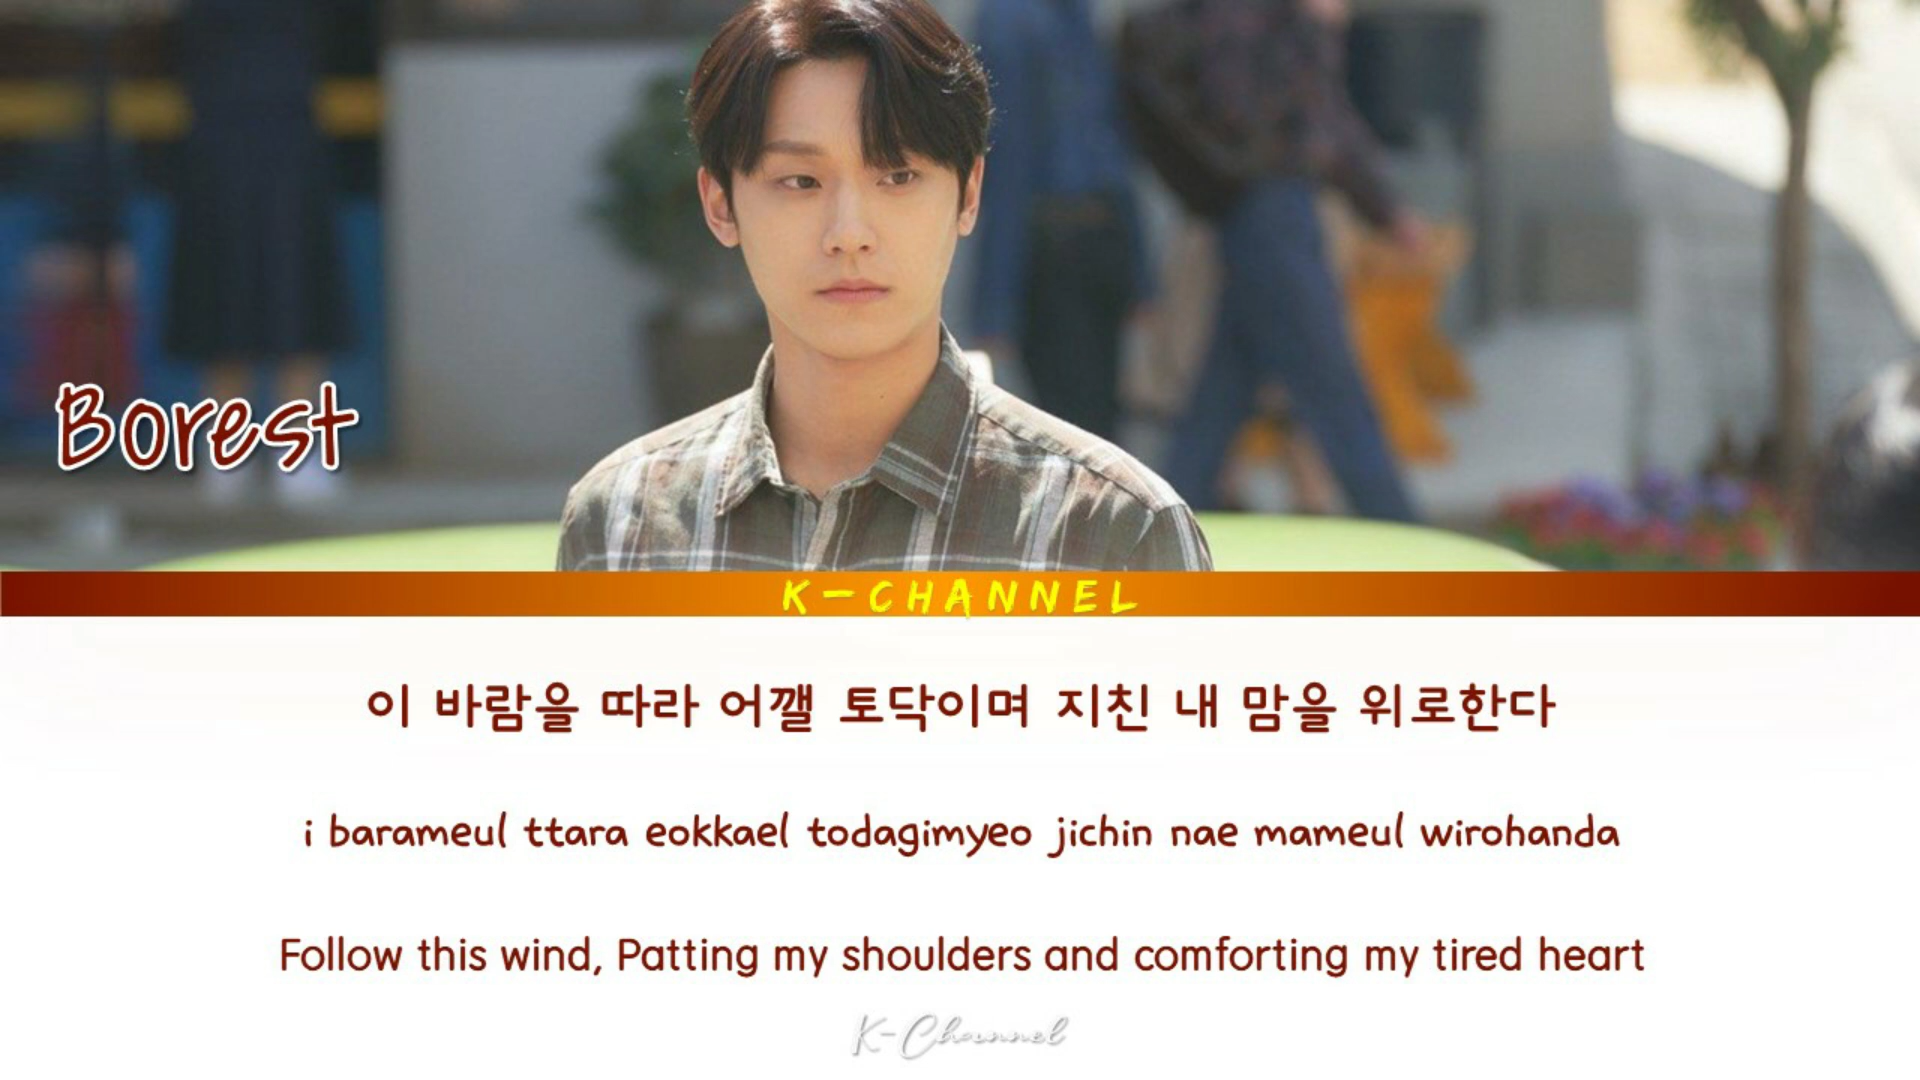 Borest
K-CHANNEL
이 바람을 따라 어깰 토닥이며 지친 내 맘을 위로한다
i barameul ttara eokkael todagimyeo jichin nae mameul wirohanda
Follow this wind, Patting my shoulders and comforting my tired heart
K-Channel